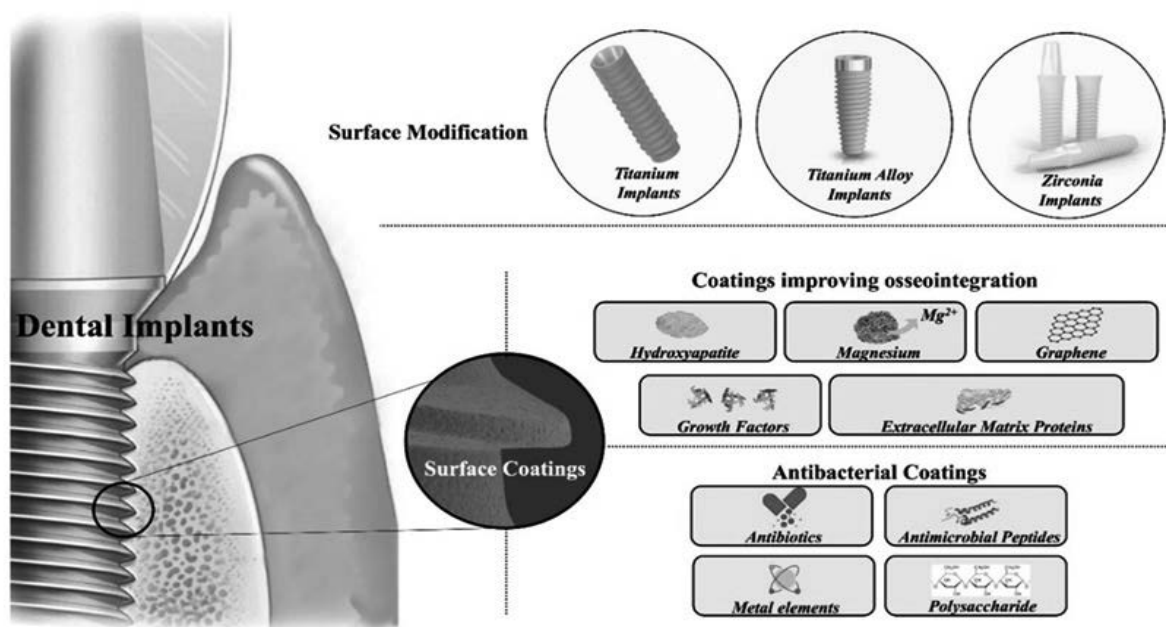 Surface Modification
Titanium
Implants
Titanium Alloy
Implants
Zirconia
Implants
Dental Implants
Surface Coatings
Coatings improving osseointegration
Hydroxyapatite
Mg²⁺
Magnesium
Graphene
Growth Factors
Extracellular Matrix Proteins
Antibacterial Coatings
Antibiotics
Antimicrobial Peptides
Metal elements
Polysaccharide